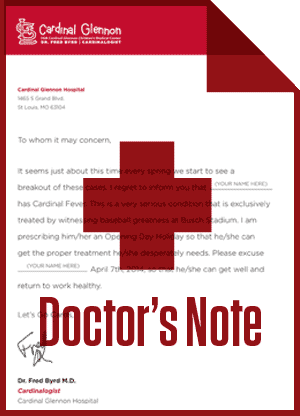 Cardinal Glennon
SSM Cardinal Glennon Children's Medical Center
DR. FRED BYRD | CARDINALOGIST
Cardinal Glennon Hospital
1465 S Grand Blvd.
St Louis, MO 63104
To whom it may concern,
It seems just about this time every spring we start to see a
breakout of these cases. I regret to inform you that (YOUR NAME HERE)
has Cardinal Fever. This is a very serious condition that is exclusively
treated by witnessing baseball greatness at Busch Stadium. I am
prescribing him/her an Opening Day Holiday so that he/she can
get the proper treatment he/she desperately needs. Please excuse
(YOUR NAME HERE) April 7th, 2014, so that he/she can get well and
return to work healthy.
Let's Go Cards,
Doctor's Note
Dr. Fred Byrd M.D.
Cardinalogist
Cardinal Glennon Hospital